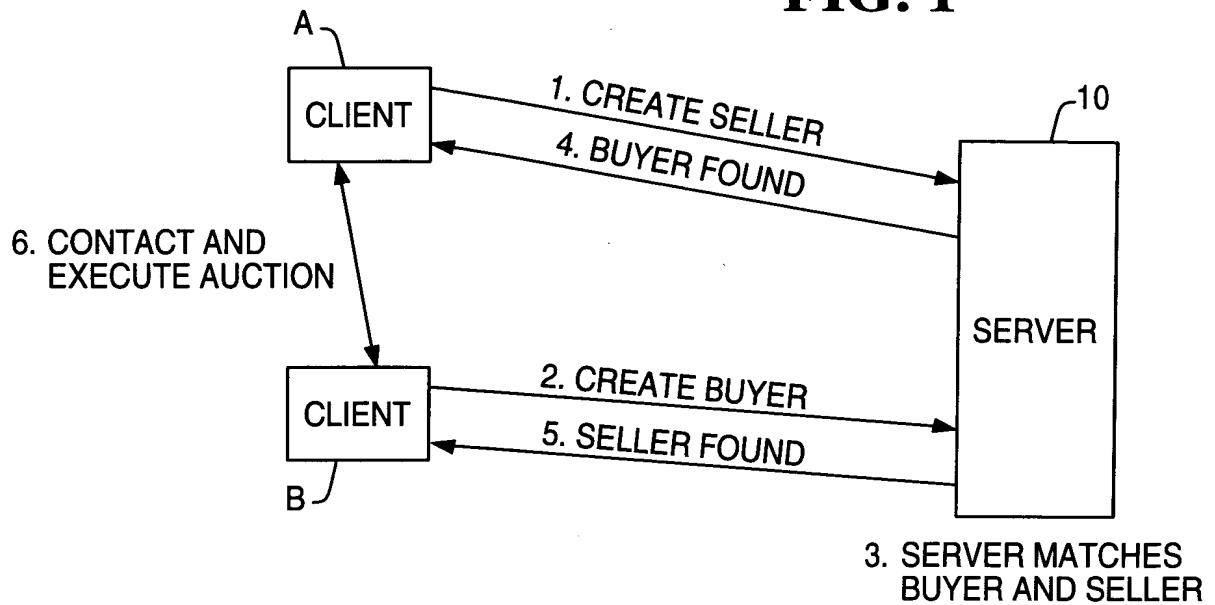 FIG. 1
A
CLIENT
1. CREATE SELLER
4. BUYER FOUND
10
6. CONTACT AND
EXECUTE AUCTION
SERVER
2. CREATE BUYER
CLIENT
5. SELLER FOUND
B
3. SERVER MATCHES
BUYER AND SELLER